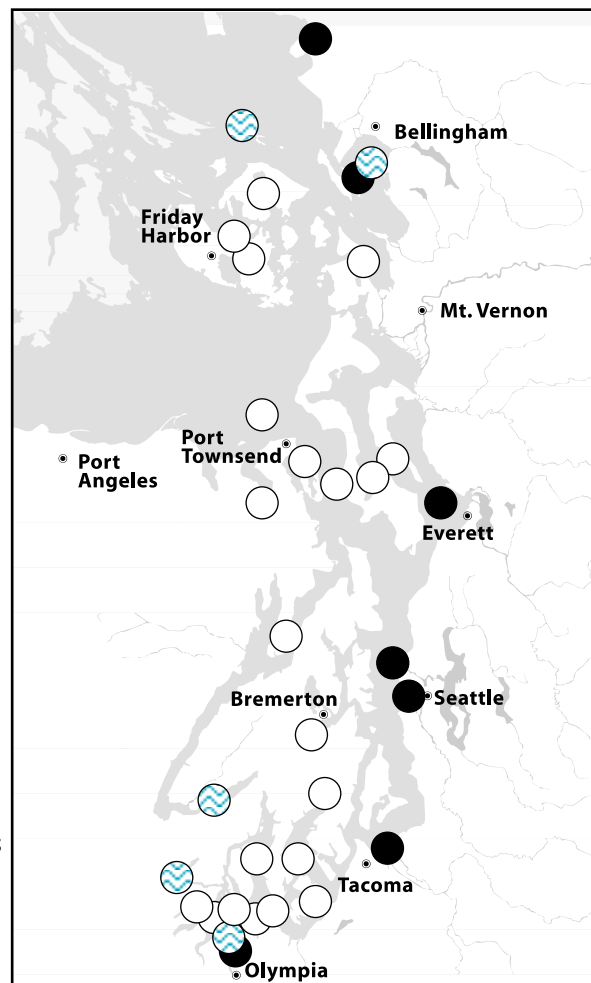 Bellingham
Friday
Harbor
Mt. Vernon
Port
Townsend
Port
Angeles
Everett
Bremerton
Seattle
Tacoma
Olympia